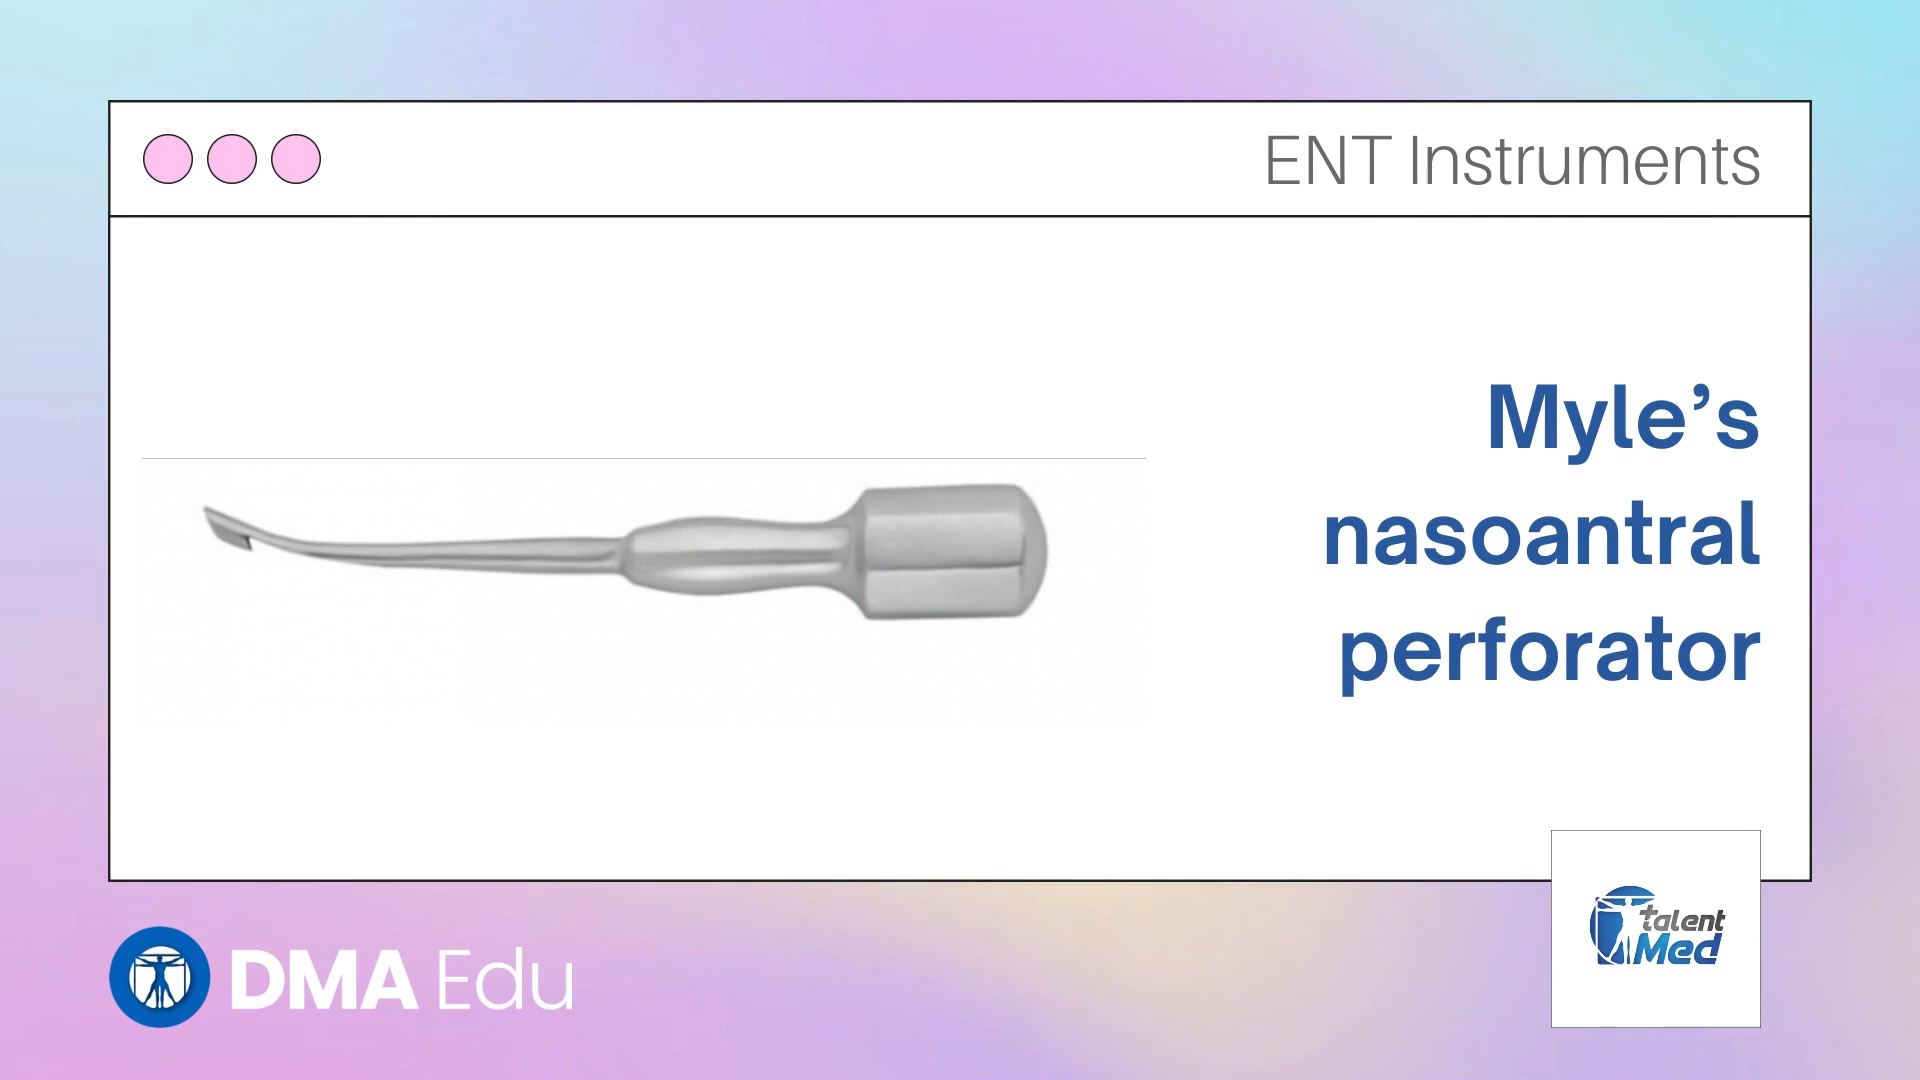 ENT Instruments
Myle’s
nasoantral
perforator
talent
Med
DMA Edu